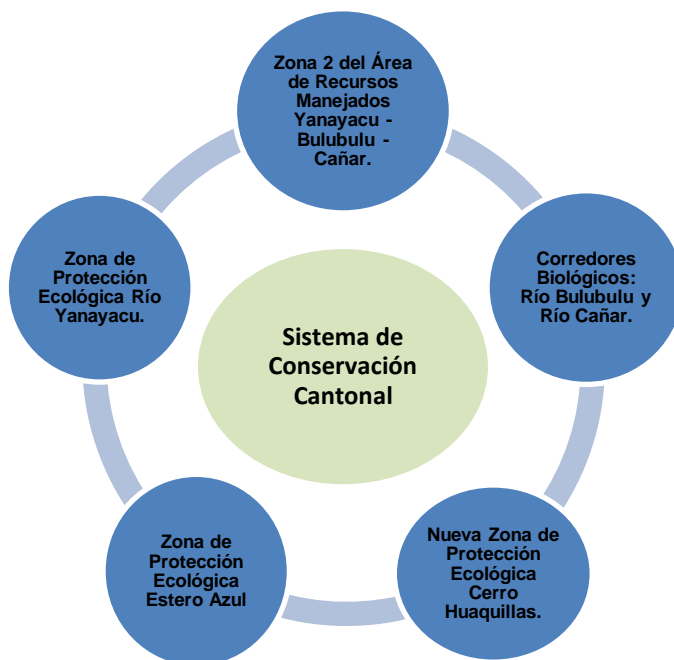 Zona 2 del Área
de Recursos
Manejados
Yanayacu -
Bulubulu -
Cañar.
Corredores
Biológicos:
Río Bulubulu y
Río Cañar.
Nueva Zona de
Protección
Ecológica
Cerro
Huaquillas.
Zona de
Protección
Ecológica
Estero Azul
Zona de
Protección
Ecológica Río
Yanayacu.
Sistema de
Conservación
Cantonal